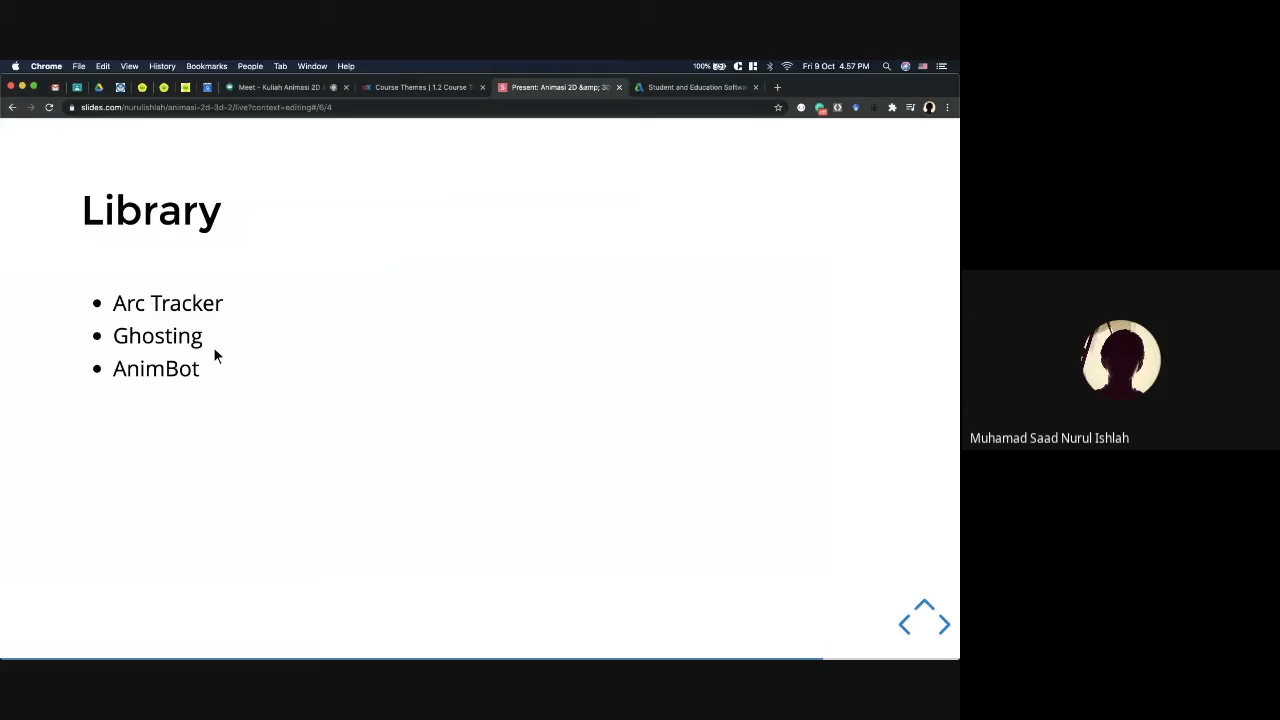 Chrome File Edit View History Bookmarks People Tab Window Help 100% Fri 9 Oct 4.57 PM
Meet - Kuliah Animasi 2D Course Themes | 1.2 Course T Present: Animasi 2D &amp; 3D Student and Education Softwa
slides.com/nurulishlah/animasi-2d-3d-2/live?context=editing#/6/4
Library
• Arc Tracker
• Ghosting
• AnimBot
Muhamad Saad Nurul Ishlah